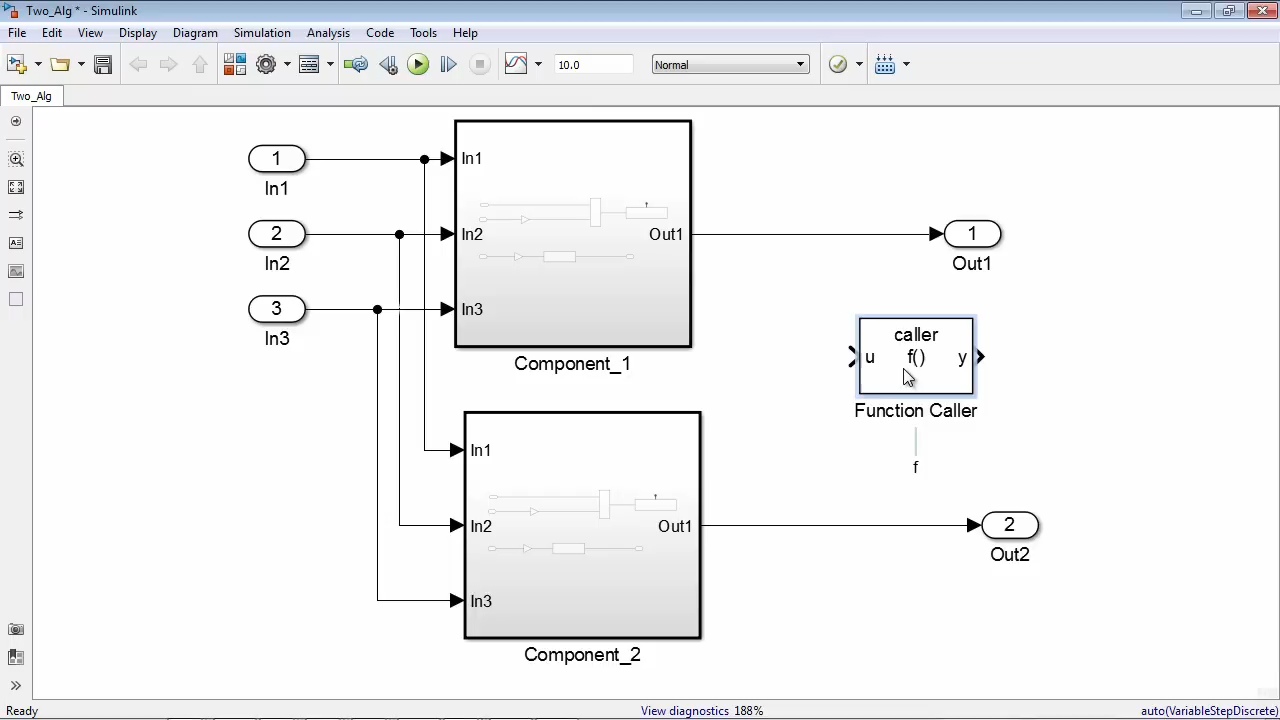 Two_Alg * - Simulink
File Edit View Display Diagram Simulation Analysis Code Tools Help
10.0 Normal
Two_Alg
1 In1
In1
2 In2 Out1 1
In2 Out1
3 In3
In3
Component_1
caller
u f() y
Function Caller
f
In1
In2 Out1 2
Out2
In3
Component_2
Ready View diagnostics 188% auto(VariableStepDiscrete)